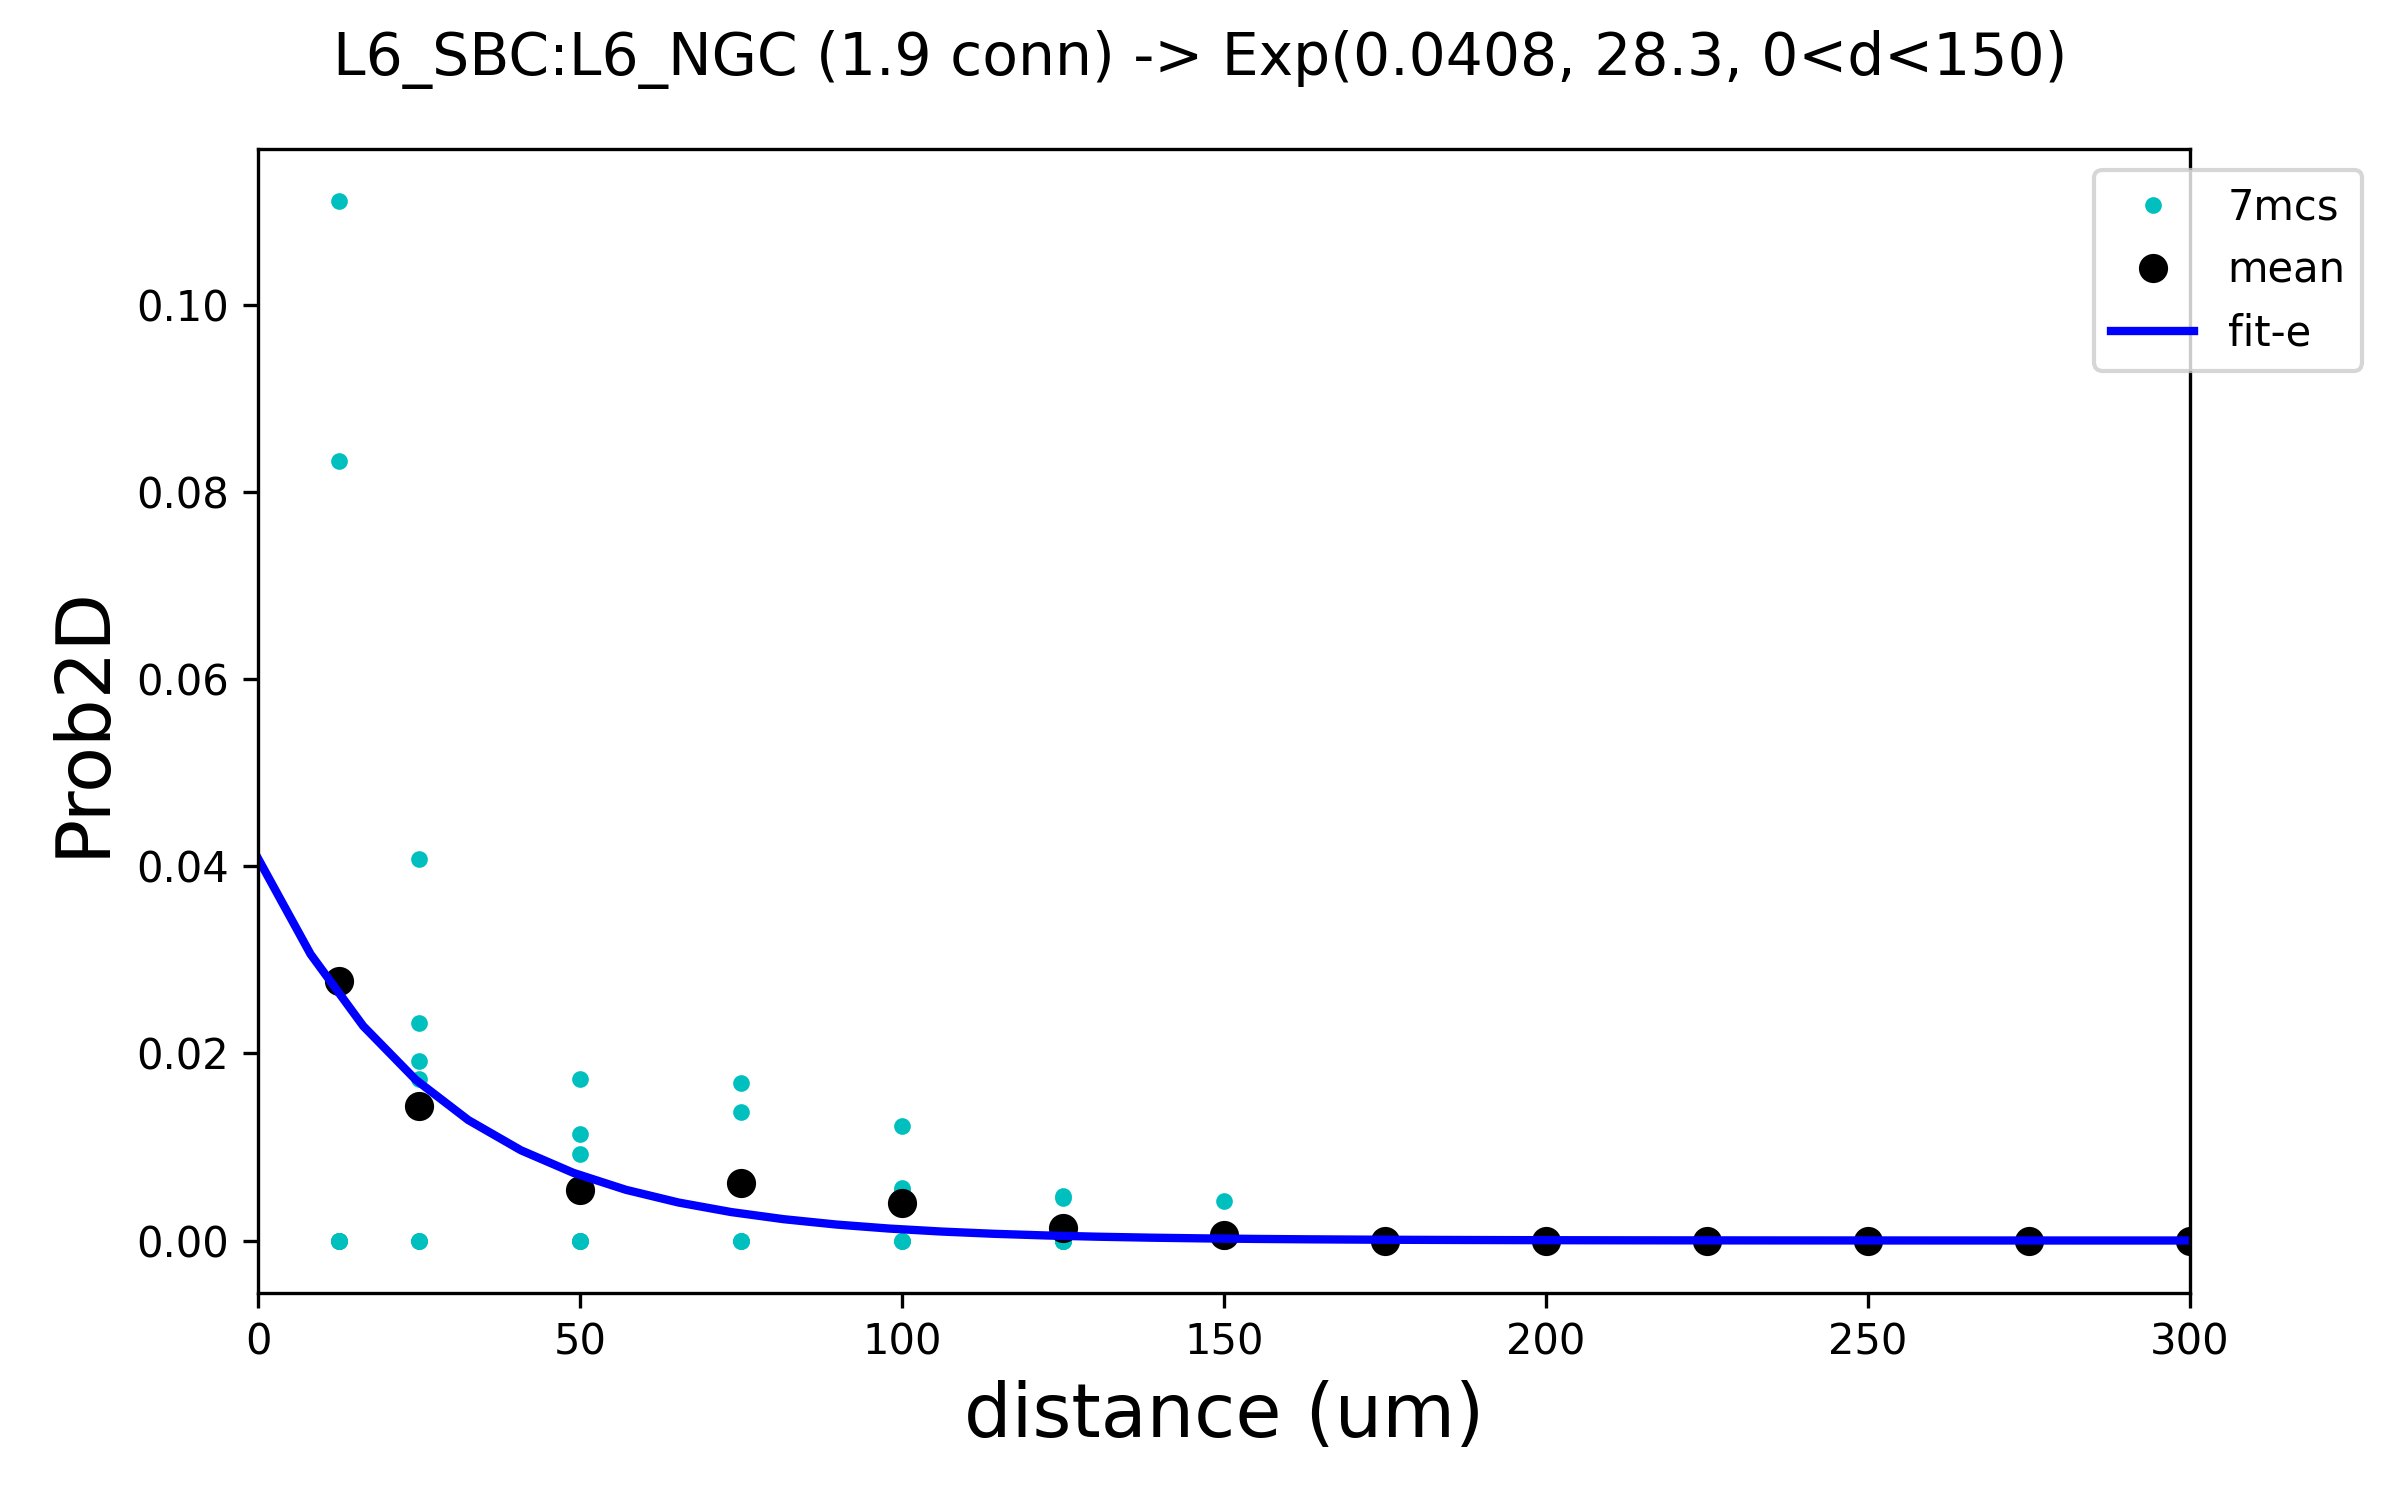 L6_SBC:L6_NGC (1.9 conn) -> Exp(0.0408, 28.3, 0<d<150)
7mcs
mean
fit-e
Prob2D
0.10
0.08
0.06
0.04
0.02
0.00
0 50 100 150 200 250 300
distance (um)